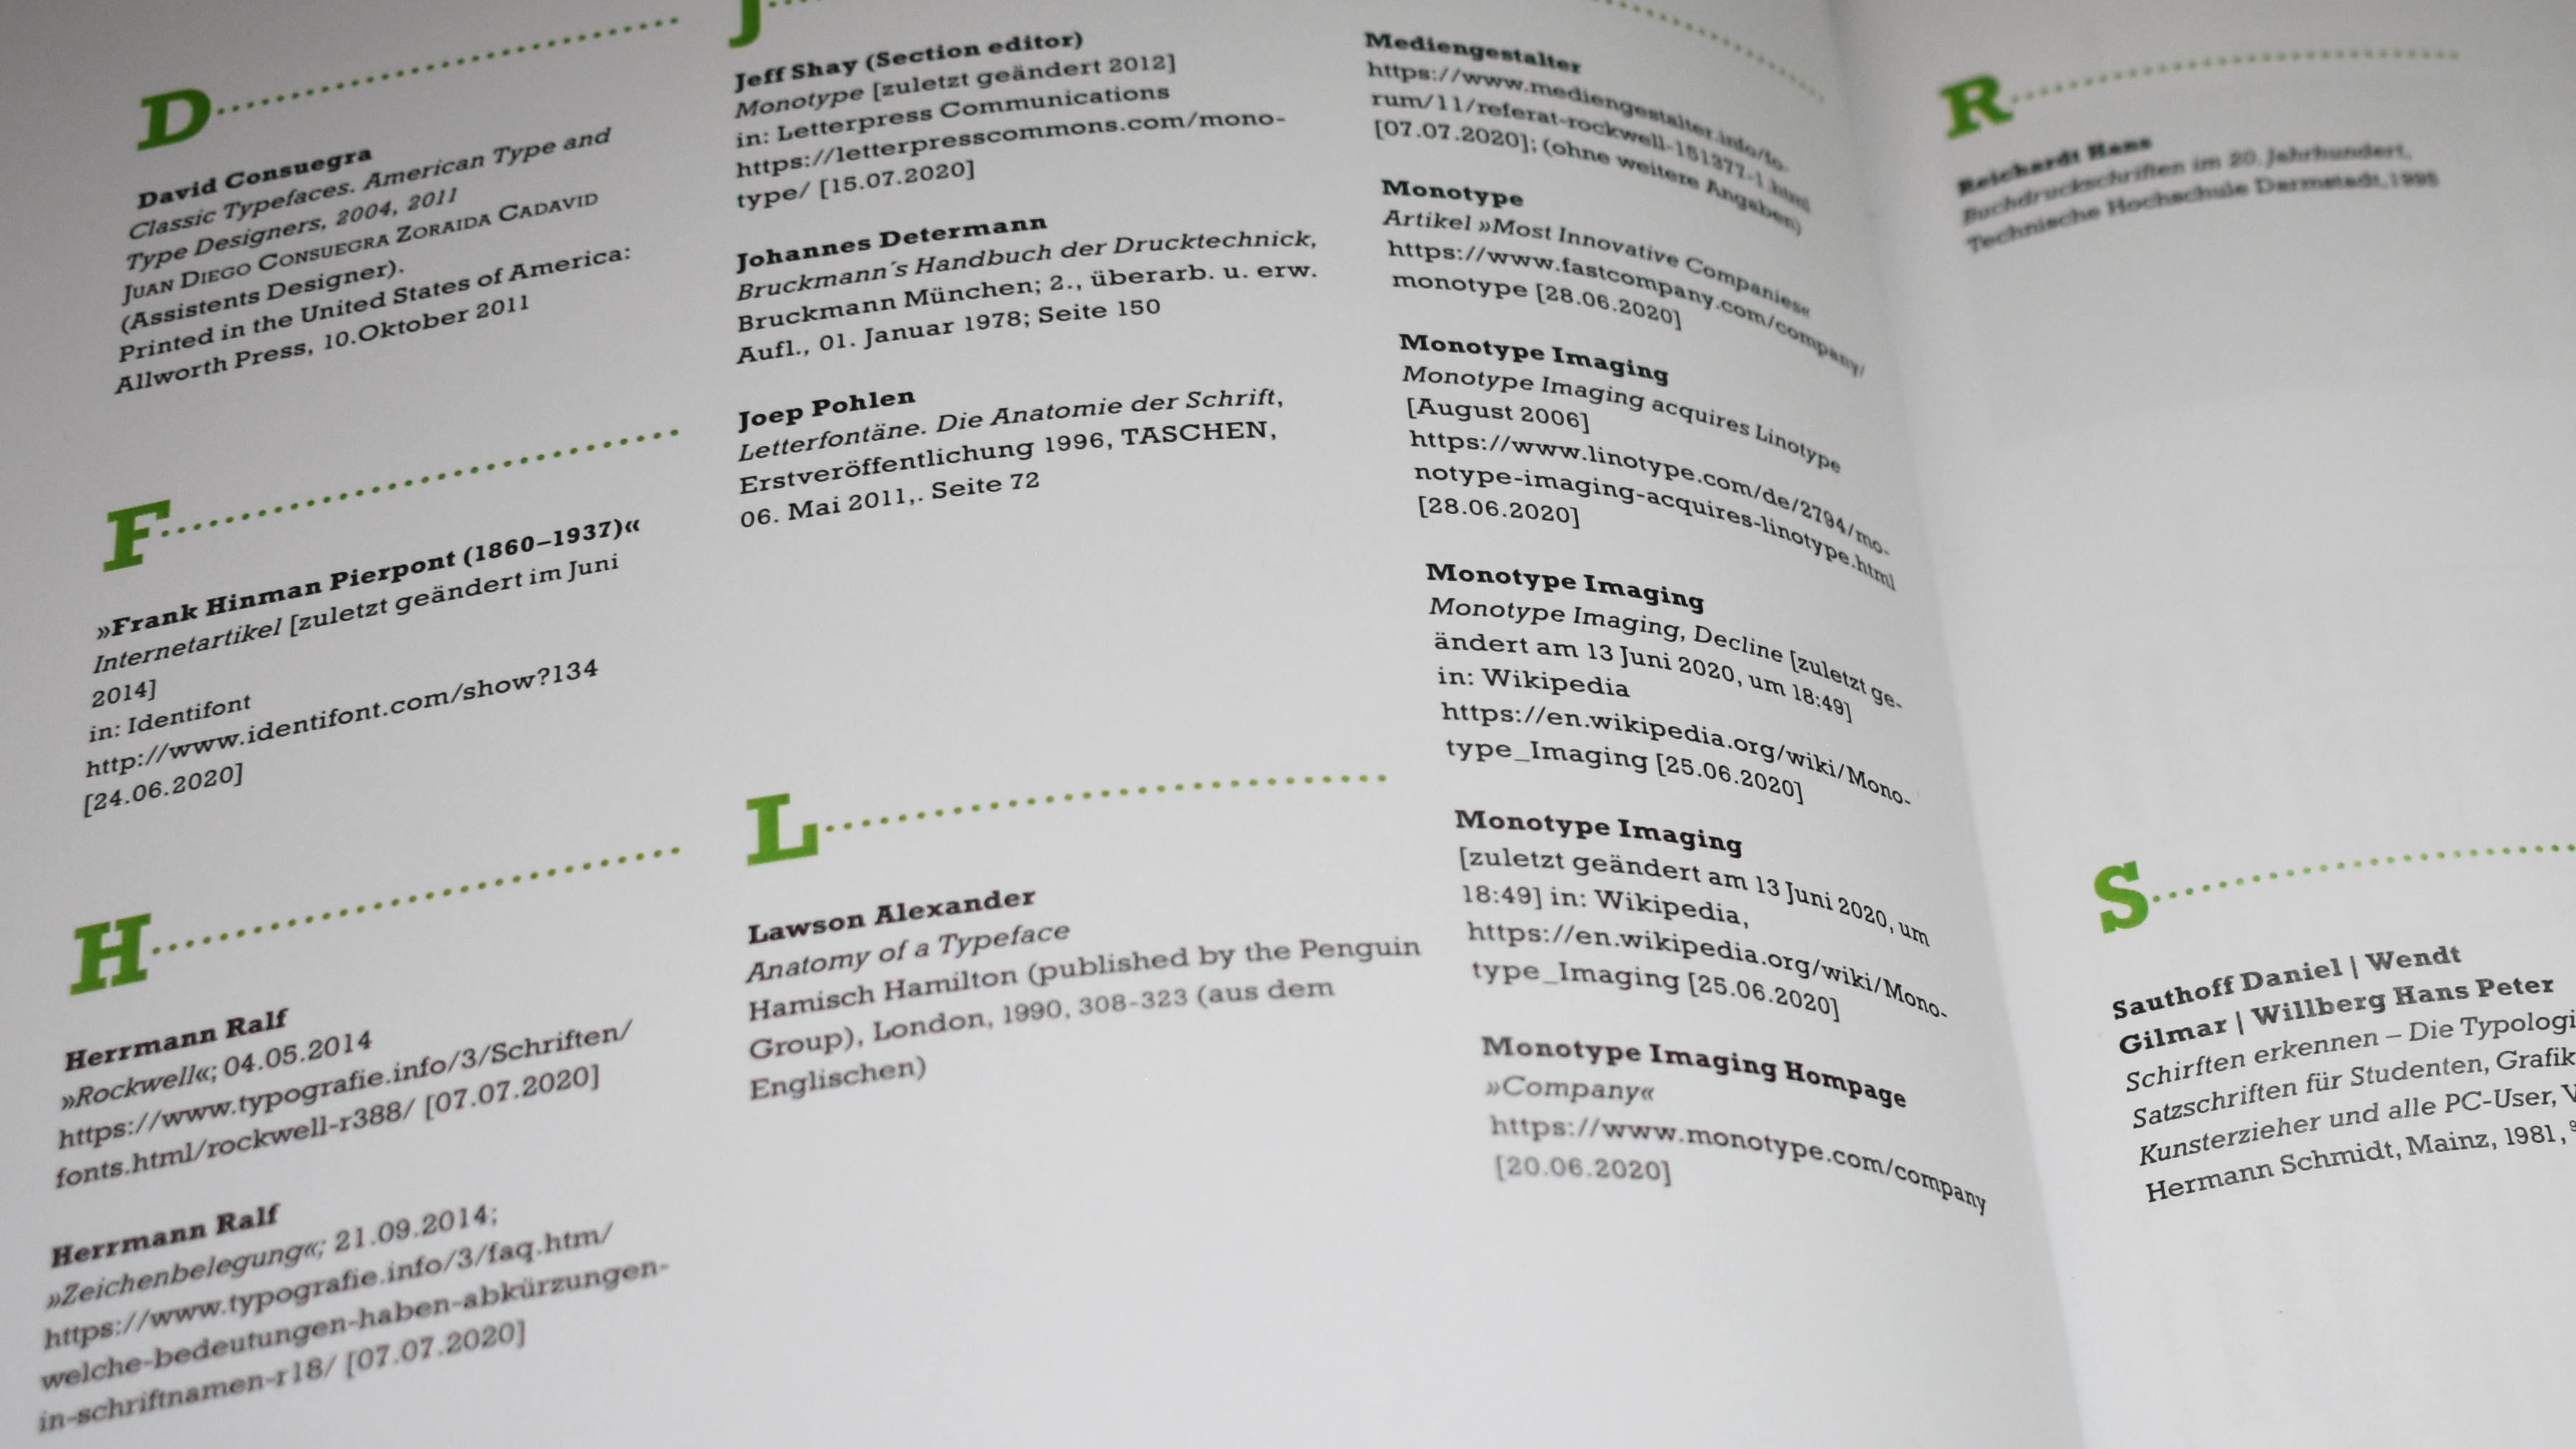 D
David Consuegra
Classic Typefaces. American Type and
Type Designers, 2004, 2011
JUAN DIEGO CONSUEGRA ZORAIDA CADAVID
(Assistents Designer).
Printed in the United States of America:
Allworth Press, 10.Oktober 2011
F
»Frank Hinman Pierpont (1860–1937)«
Internetartikel [zuletzt geändert im Juni
2014]
in: Identifont
http://www.identifont.com/show?134
[24.06.2020]
H
Herrmann Ralf
»Rockwell«; 04.05.2014
https://www.typografie.info/3/Schriften/
fonts.html/rockwell-r388/ [07.07.2020]
Herrmann Ralf
»Zeichenbelegung«; 21.09.2014;
https://www.typografie.info/3/faq.htm/
welche-bedeutungen-haben-abkürzungen-
in-schriftnamen-r18/ [07.07.2020]
J
Jeff Shay (Section editor)
Monotype [zuletzt geändert 2012]
in: Letterpress Communications
https://letterpresscommons.com/mono-
type/ [15.07.2020]
Johannes Determann
Bruckmann´s Handbuch der Drucktechnick,
Bruckmann München; 2., überarb. u. erw.
Aufl., 01. Januar 1978; Seite 150
Joep Pohlen
Letterfontäne. Die Anatomie der Schrift,
Erstveröffentlichung 1996, TASCHEN,
06. Mai 2011,. Seite 72
L
Lawson Alexander
Anatomy of a Typeface
Hamisch Hamilton (published by the Penguin
Group), London, 1990, 308-323 (aus dem
Englischen)
Mediengestalter
https://www.mediengestalter.info/fo-
rum/11/referat-rockwell-151377-1.html
[07.07.2020]; (ohne weitere Angaben)
Monotype
Artikel »Most Innovative Companies«
https://www.fastcompany.com/company/
monotype [28.06.2020]
Monotype Imaging
Monotype Imaging acquires Linotype
[August 2006]
https://www.linotype.com/de/2794/mo-
notype-imaging-acquires-linotype.html
[28.06.2020]
Monotype Imaging
Monotype Imaging, Decline [zuletzt ge-
ändert am 13 Juni 2020, um 18:49]
in: Wikipedia
https://en.wikipedia.org/wiki/Mono-
type_Imaging [25.06.2020]
Monotype Imaging
[zuletzt geändert am 13 Juni 2020, um
18:49] in: Wikipedia,
https://en.wikipedia.org/wiki/Mono-
type_Imaging [25.06.2020]
Monotype Imaging Hompage
»Company«
https://www.monotype.com/company
[20.06.2020]
R
Reichardt Hans
Buchdruckschriften im 20. Jahrhundert,
Technische Hochschule Darmstadt,
S
Sauthoff Daniel | Wendt
Gilmar | Willberg Hans Peter
Schirften erkennen – Die Typologi
Satzschriften für Studenten, Grafik
Kunsterzieher und alle PC-User, V
Hermann Schmidt, Mainz, 1981,